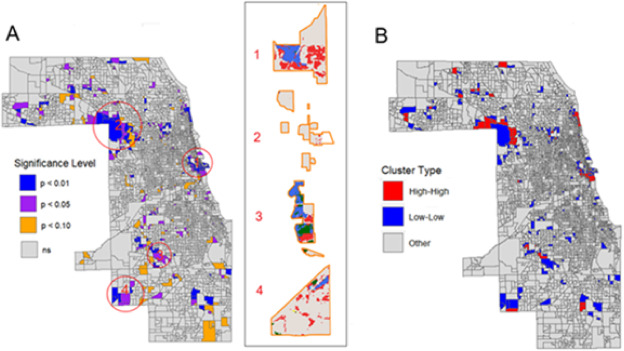 A
Significance Level
p < 0.01
p < 0.05
p < 0.10
ns
1
2
3
4
B
Cluster Type
High-High
Low-Low
Other